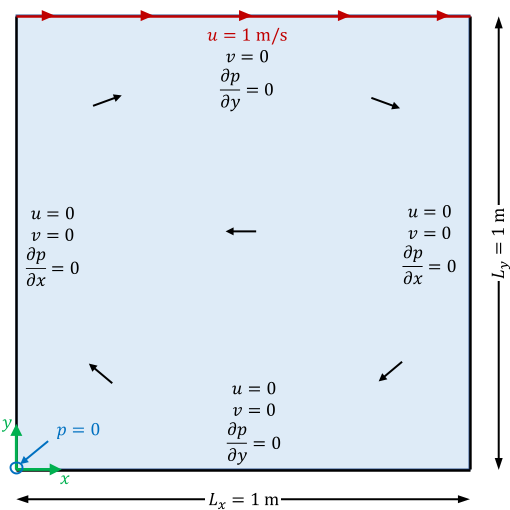 u = 1 m/s
v = 0
∂p/∂y = 0
u = 0
v = 0
∂p/∂x = 0
u = 0
v = 0
∂p/∂x = 0
L_y = 1 m
u = 0
v = 0
∂p/∂y = 0
y
p = 0
x
L_x = 1 m